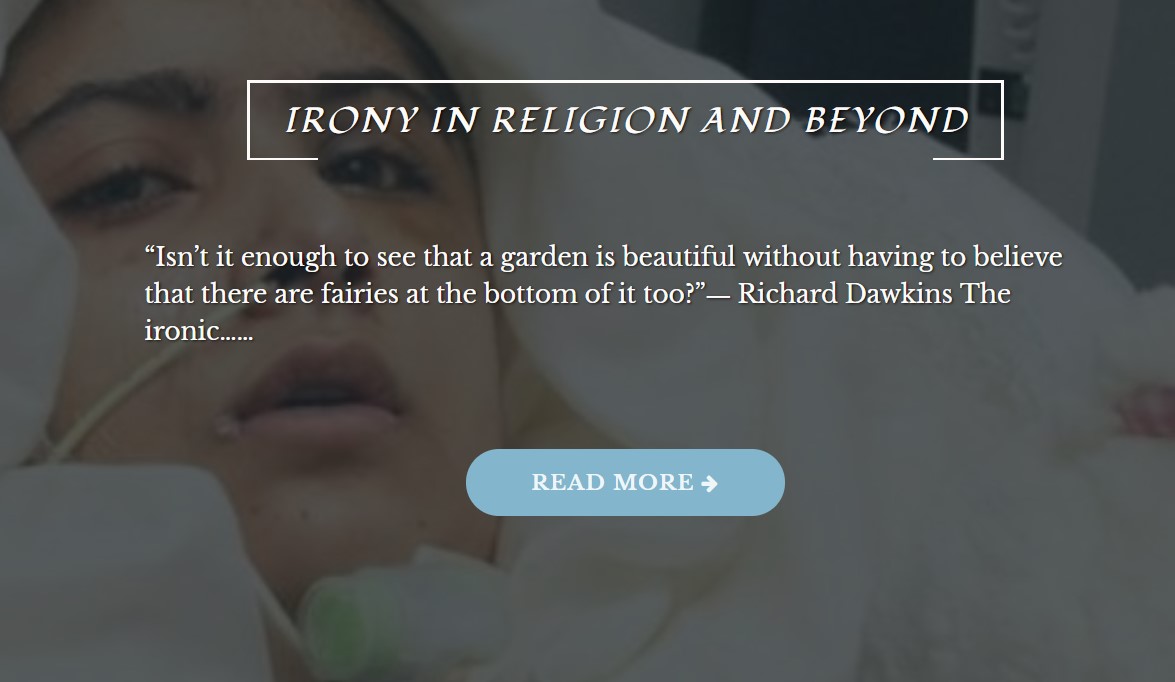 IRONY IN RELIGION AND BEYOND
“Isn’t it enough to see that a garden is beautiful without having to believe
that there are fairies at the bottom of it too?”— Richard Dawkins The
ironic……
READ MORE →